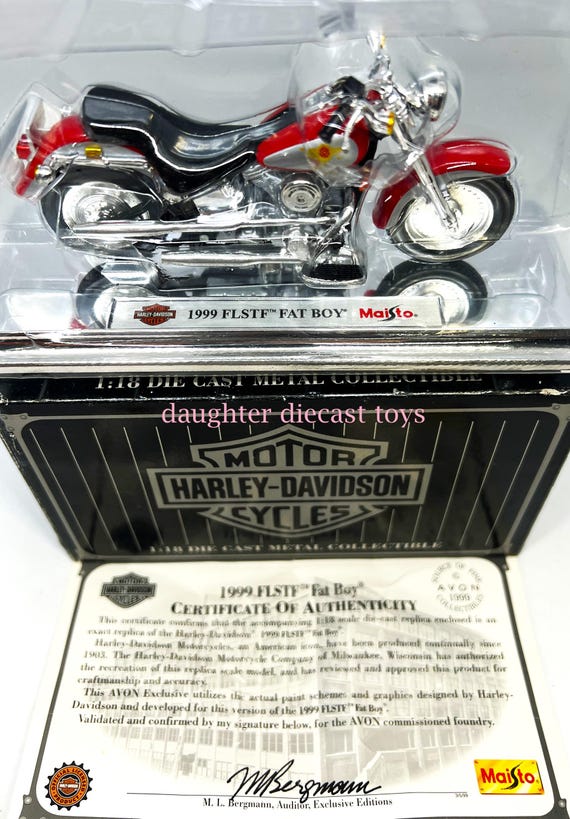 HARLEY-DAVIDSON
1999 FLSTF™ FAT BOY® Maisto.
1:18 DIE CAST METAL COLLECTIBLE
daughter diecast toys
MOTOR
HARLEY-DAVIDSON
CYCLES
1:18 DIE CAST METAL COLLECTIBLE
1999 FLSTF™ Fat Boy®
CERTIFICATE OF AUTHENTICITY
AVON
1999
COLLECTIBLES
This certificate confirms that the accompanying 1:18 scale die-cast replica enclosed is an
exact replica of the Harley-Davidson® 1999 FLSTF™ Fat Boy®.
Harley-Davidson Motorcycles, an American icon, have been produced continually since
1903. The Harley-Davidson Motorcycle Company of Milwaukee, Wisconsin has authorized
the recreation of this replica scale model, and has reviewed and approved this product for
craftmanship and accuracy.
This AVON Exclusive utilizes the actual paint schemes and graphics designed by Harley-
Davidson and developed for this version of the 1999 FLSTF™ Fat Boy®.
Validated and confirmed by my signature below, for the AVON commissioned foundry.
MLBergmann
M. L. Bergmann, Auditor, Exclusive Editions
Maisto.